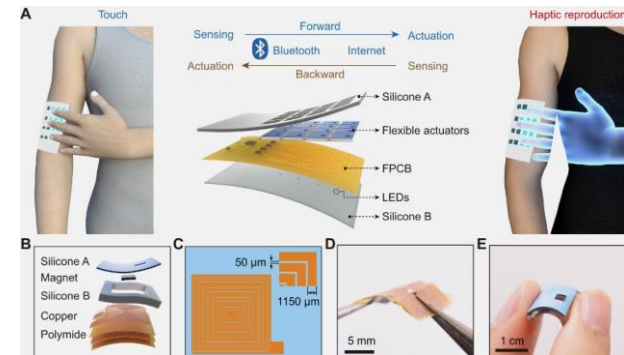 A
Touch
Forward
Sensing
Actuation
Bluetooth
Internet
Actuation
Sensing
Backward
Haptic reproduction
Silicone A
Flexible actuators
FPCB
LEDs
Silicone B
B
Silicone A
Magnet
Silicone B
Copper
Polymide
C
50 μm
1150 μm
D
5 mm
E
1 cm